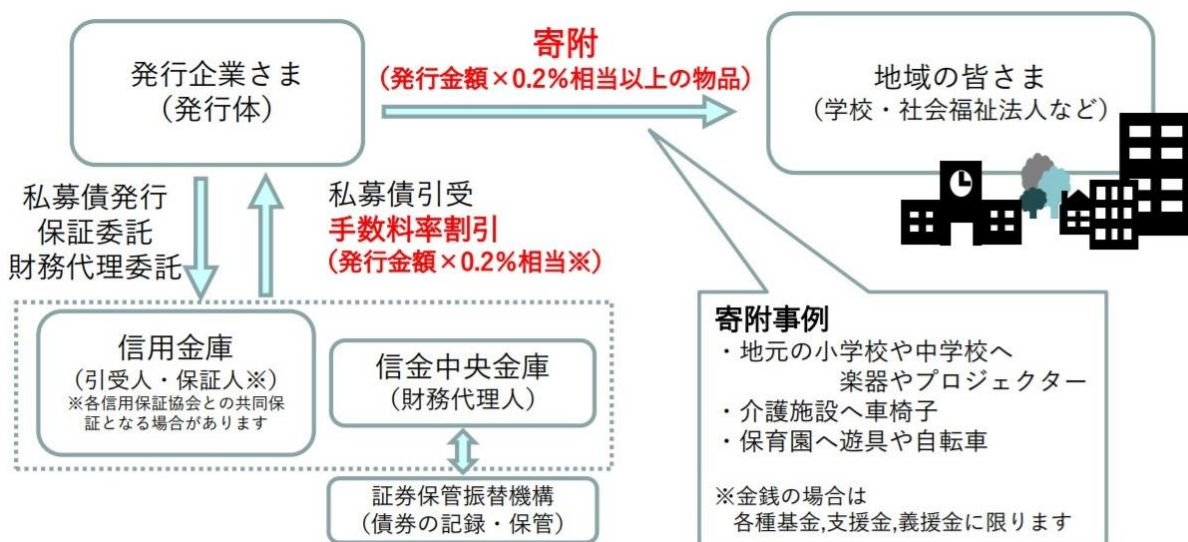 発行企業さま
(発行体)
寄附
(発行金額×0.2%相当以上の物品)
地域の皆さま
(学校・社会福祉法人など)
私募債発行
保証委託
財務代理委託
私募債引受
手数料率割引
(発行金額×0.2%相当※)
信用金庫
(引受人・保証人※)
※各信用保証協会との共同保
証となる場合があります
信金中央金庫
(財務代理人)
証券保管振替機構
(債券の記録・保管)
寄附事例
・地元の小学校や中学校へ
楽器やプロジェクター
・介護施設へ車椅子
・保育園へ遊具や自転車
※金銭の場合は
各種基金,支援金,義援金に限ります